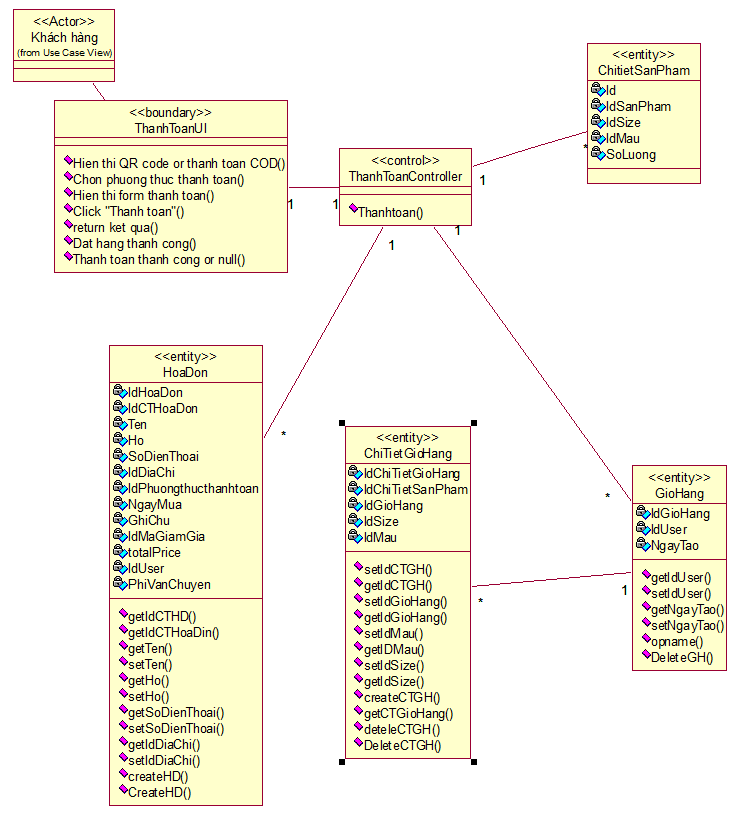 <<Actor>>
Khách hàng
(from Use Case View)
<<boundary>>
ThanhToanUI
Hien thi QR code or thanh toan COD()
Chon phuong thuc thanh toan()
Hien thi form thanh toan()
Click "Thanh toan"()
return ket qua()
Dat hang thanh cong()
Thanh toan thanh cong or null()
1
1
<<control>>
ThanhToanController
Thanhtoan()
1
1
1
<<entity>>
ChitietSanPham
Id
IdSanPham
IdSize
IdMau
SoLuong
*
<<entity>>
HoaDon
IdHoaDon
IdCTHoaDon
Ten
Ho
SoDienThoai
IdDiaChi
IdPhuongthucthanhtoan
NgayMua
GhiChu
IdMaGiamGia
totalPrice
IdUser
PhiVanChuyen
getIdCTHD()
getIdCTHoaDin()
getTen()
setTen()
getHo()
setHo()
getSoDienThoai()
setSoDienThoai()
getIdDiaChi()
setIdDiaChi()
createHD()
CreateHD()
*
<<entity>>
ChiTietGioHang
IdChiTietGioHang
IdChiTietSanPham
IdGioHang
IdSize
IdMau
setIdCTGH()
getIdCTGH()
setIdGioHang()
getIdGioHang()
setIdMau()
getIDMau()
setIdSize()
getIdSize()
createCTGH()
getCTGioHang()
deteleCTGH()
DeleteCTGH()
*
1
*
<<entity>>
GioHang
IdGioHang
IdUser
NgayTao
getIdUser()
setIdUser()
getNgayTao()
setNgayTao()
opname()
DeleteGH()